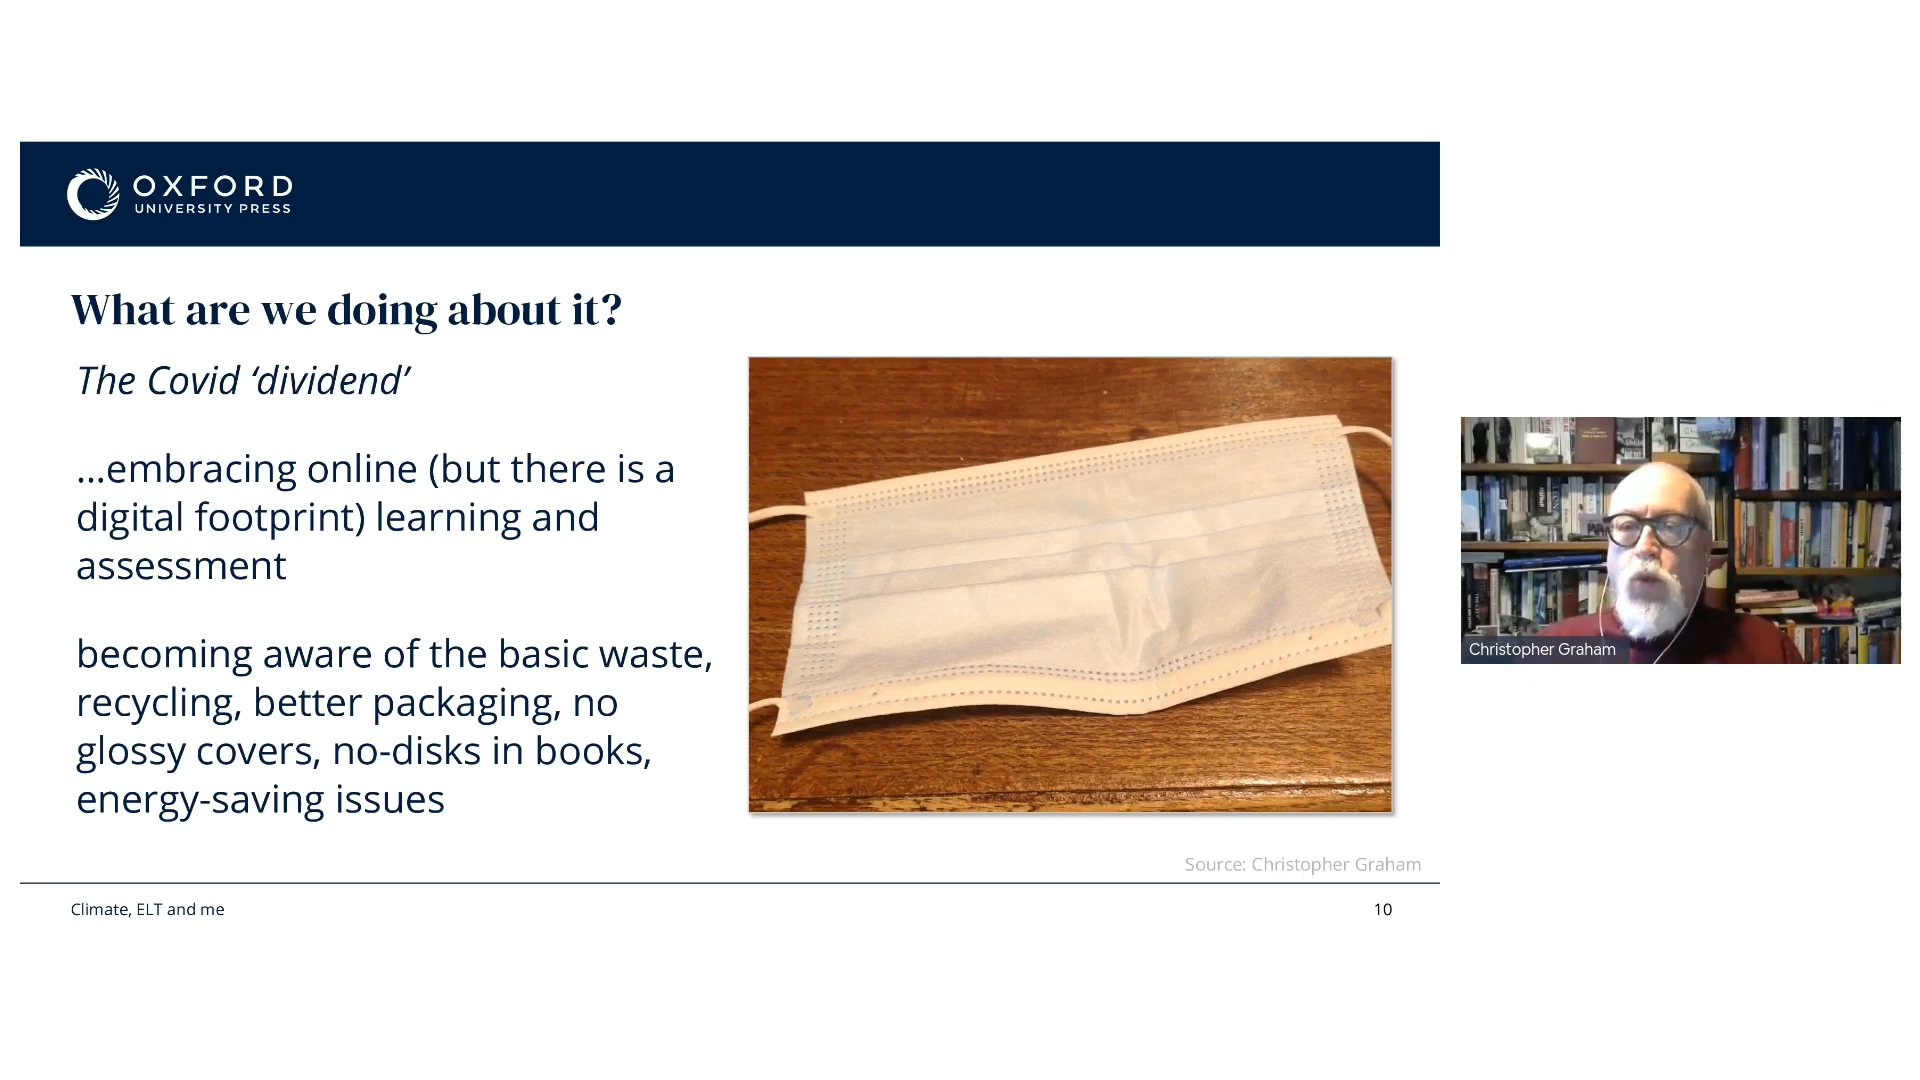 OXFORD
UNIVERSITY PRESS
What are we doing about it?
The Covid ‘dividend’
...embracing online (but there is a
digital footprint) learning and
assessment
becoming aware of the basic waste,
recycling, better packaging, no
glossy covers, no-disks in books,
energy-saving issues
Source: Christopher Graham
Climate, ELT and me
10
Christopher Graham